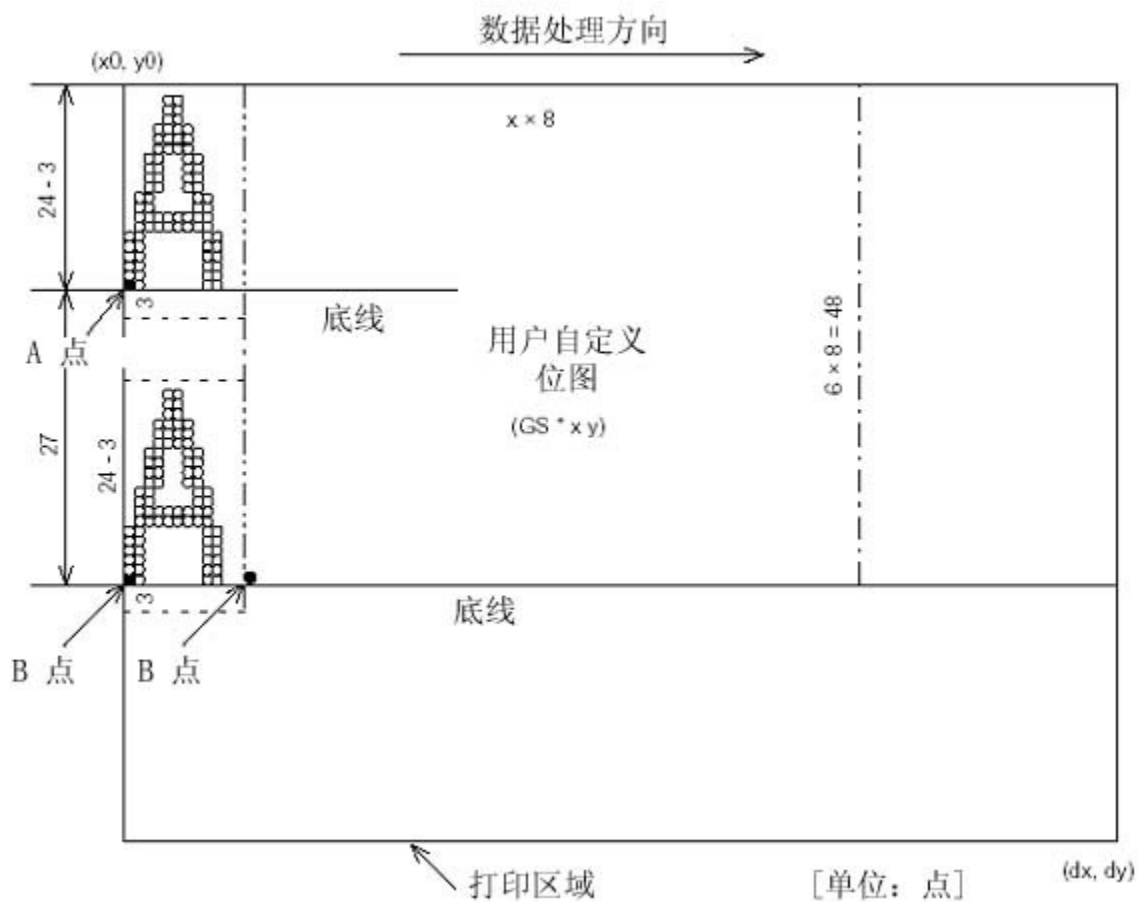 数据处理方向
(x0, y0)
x × 8
24 - 3
3
底线
A 点
用户自定义
位图
(GS * x y)
6 × 8 = 48
27
24 - 3
3
底线
B 点
B 点
打印区域
[单位: 点]
(dx, dy)